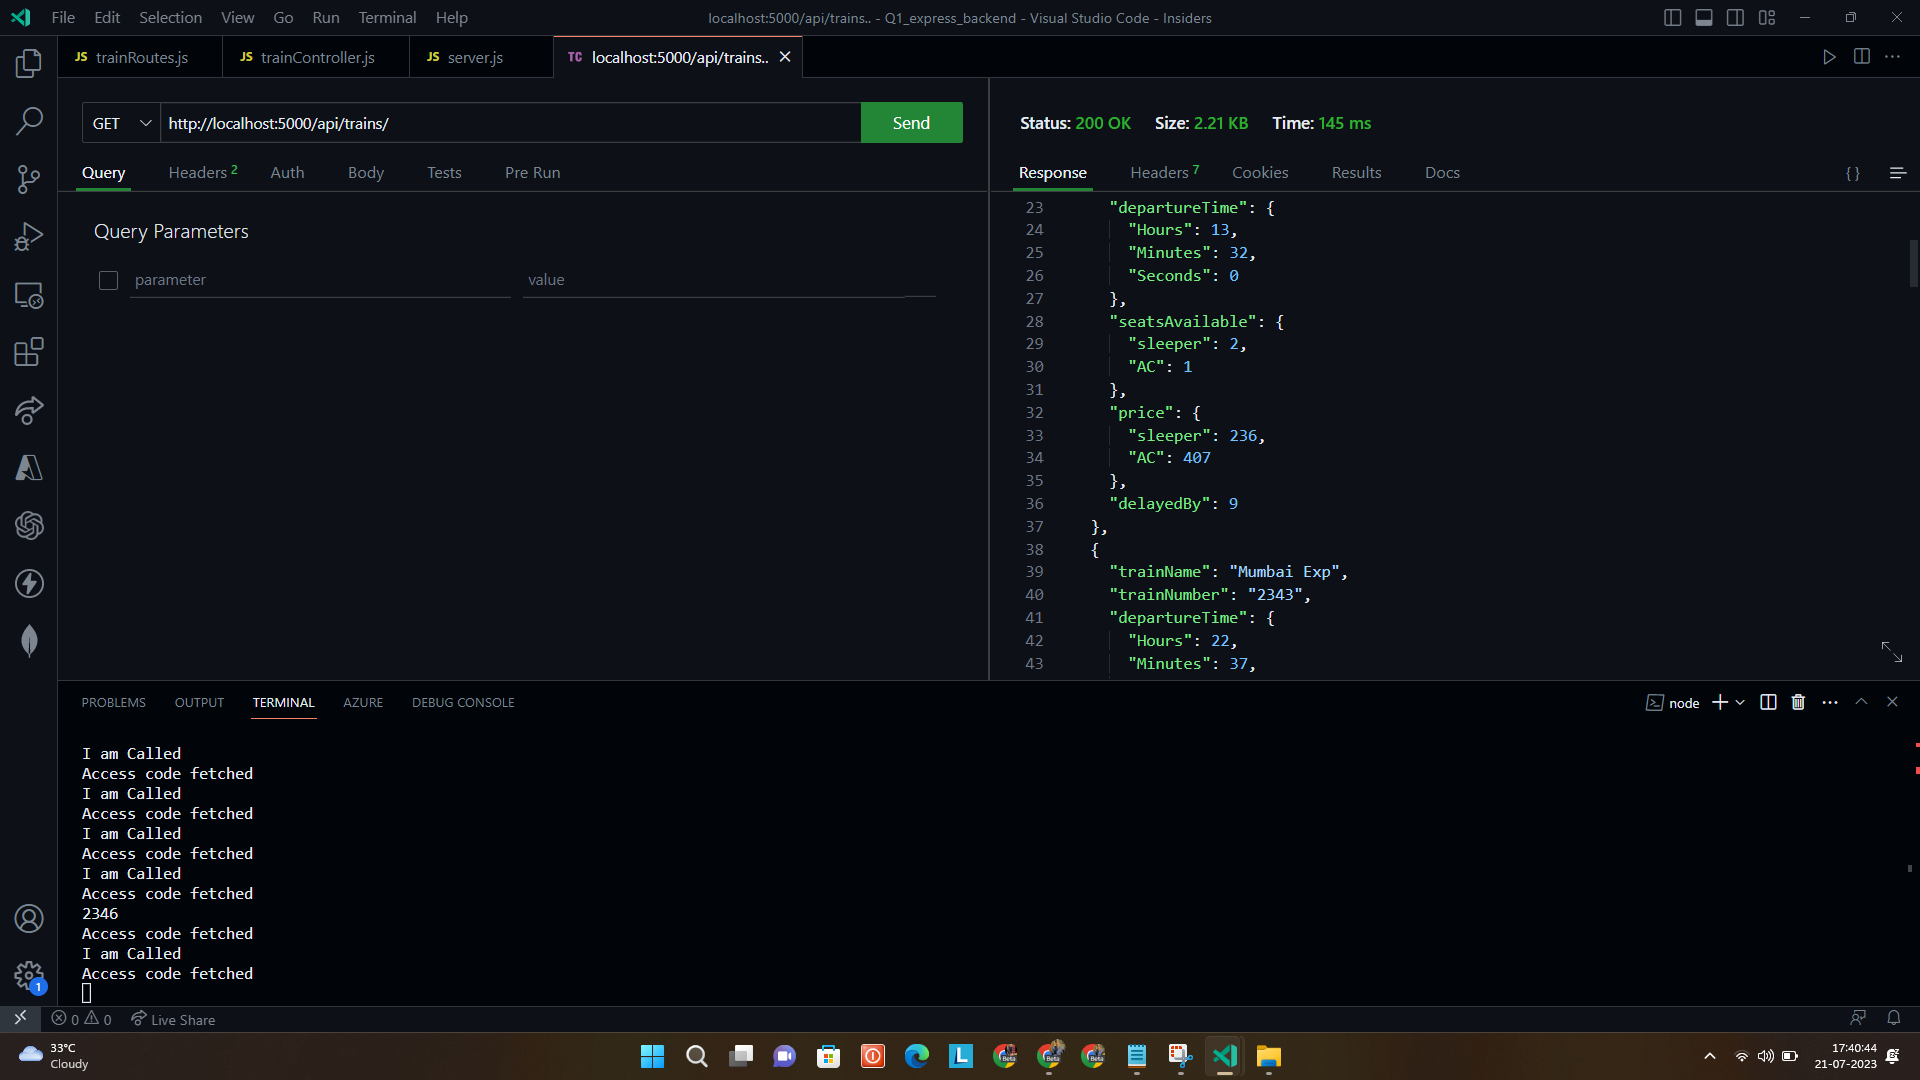 File Edit Selection View Go Run Terminal Help
localhost:5000/api/trains.. - Q1_express_backend - Visual Studio Code - Insiders
JS trainRoutes.js
JS trainController.js
JS server.js
TC localhost:5000/api/trains..
GET
http://localhost:5000/api/trains/
Send
Query
Headers 2
Auth
Body
Tests
Pre Run
Query Parameters
parameter
value
Status: 200 OK Size: 2.21 KB Time: 145 ms
Response
Headers 7
Cookies
Results
Docs
{ }
23 "departureTime": {
24 "Hours": 13,
25 "Minutes": 32,
26 "Seconds": 0
27 },
28 "seatsAvailable": {
29 "sleeper": 2,
30 "AC": 1
31 },
32 "price": {
33 "sleeper": 236,
34 "AC": 407
35 },
36 "delayedBy": 9
37 },
38 {
39 "trainName": "Mumbai Exp",
40 "trainNumber": "2343",
41 "departureTime": {
42 "Hours": 22,
43 "Minutes": 37,
PROBLEMS OUTPUT TERMINAL AZURE DEBUG CONSOLE
node
I am Called
Access code fetched
I am Called
Access code fetched
I am Called
Access code fetched
I am Called
Access code fetched
2346
Access code fetched
I am Called
Access code fetched
1
0 0 Live Share
33°C
Cloudy
L
Beta
Beta
Beta
17:40:44
21-07-2023